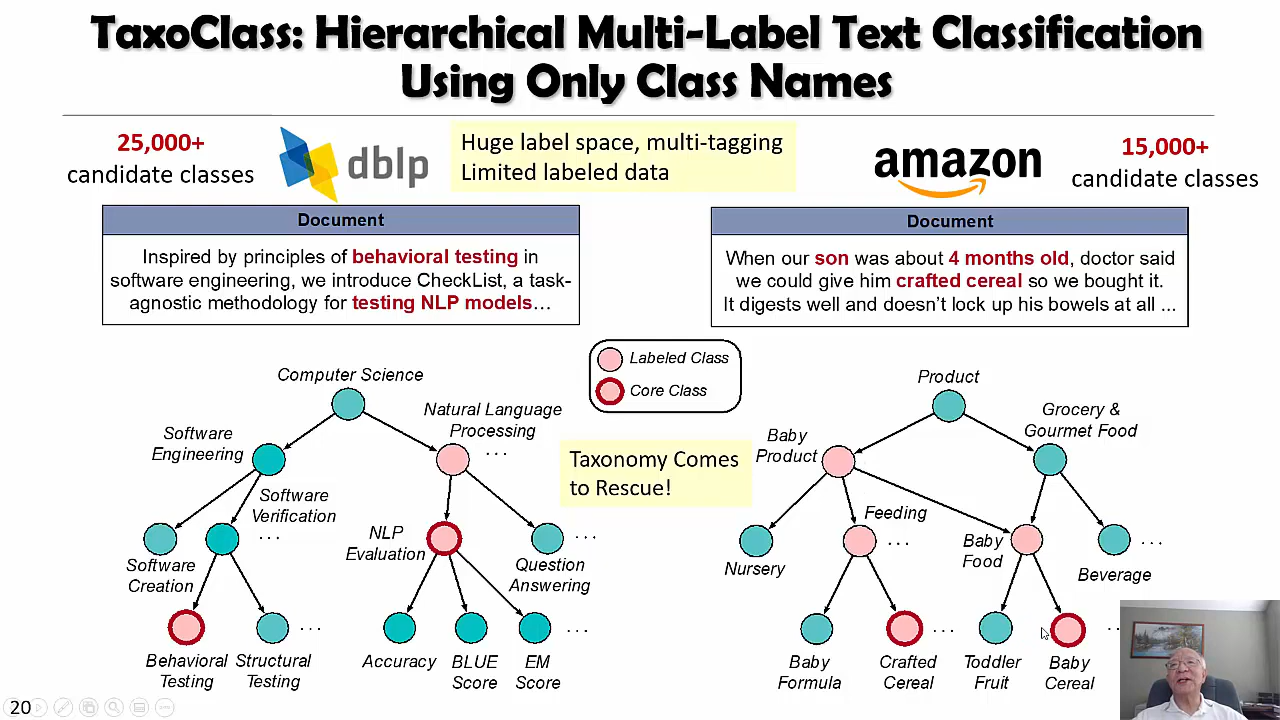 TaxoClass: Hierarchical Multi-Label Text Classification
Using Only Class Names
25,000+
candidate classes
dblp
Huge label space, multi-tagging
Limited labeled data
amazon
15,000+
candidate classes
Document
Inspired by principles of behavioral testing in
software engineering, we introduce CheckList, a task-
agnostic methodology for testing NLP models…
Document
When our son was about 4 months old, doctor said
we could give him crafted cereal so we bought it.
It digests well and doesn't lock up his bowels at all ...
Labeled Class
Core Class
Computer Science
Software
Engineering
Natural Language
Processing
...
Software
Verification
...
NLP
Evaluation
Software
Creation
Question
Answering
...
Behavioral
Testing
Structural
Testing
...
Accuracy
BLUE
Score
EM
Score
...
Taxonomy Comes
to Rescue!
Product
Baby
Product
Grocery &
Gourmet Food
Feeding
...
Nursery
Baby
Food
Beverage
...
Baby
Formula
Crafted
Cereal
...
Toddler
Fruit
Baby
Cereal
...
20